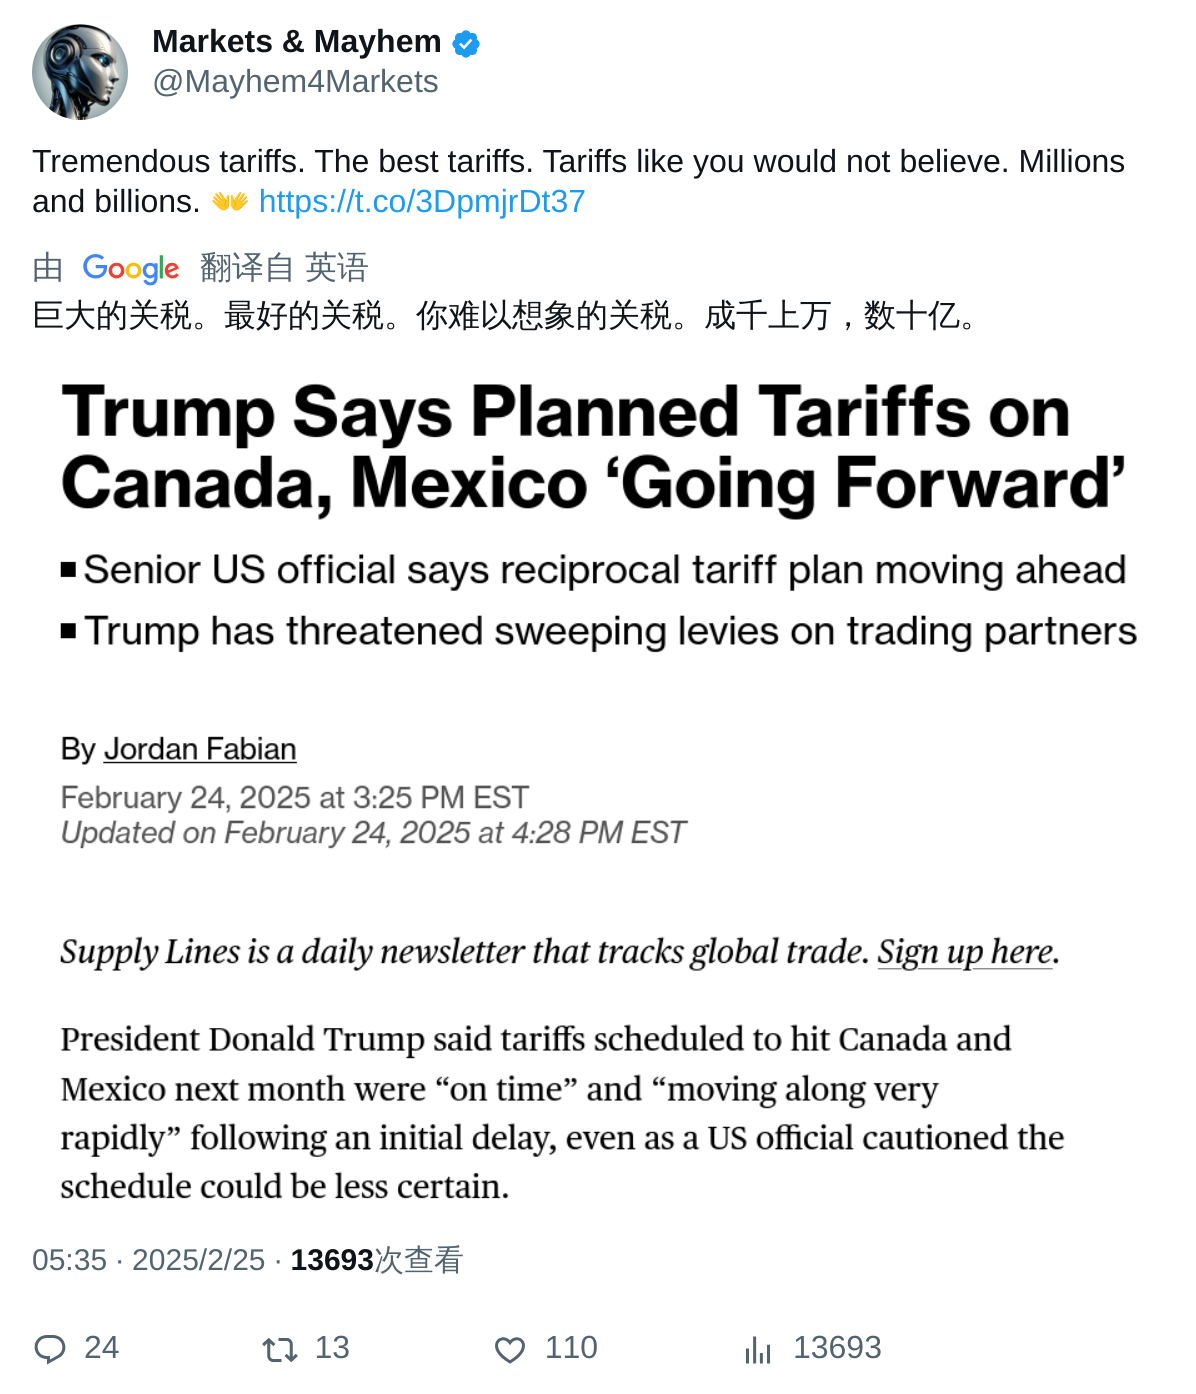 Markets & Mayhem
@Mayhem4Markets
Tremendous tariffs. The best tariffs. Tariffs like you would not believe. Millions
and billions. 👐 https://t.co/3DpmjrDt37
由 Google 翻译自 英语
巨大的关税。最好的关税。你难以想象的关税。成千上万，数十亿。
Trump Says Planned Tariffs on
Canada, Mexico ‘Going Forward’
■ Senior US official says reciprocal tariff plan moving ahead
■ Trump has threatened sweeping levies on trading partners
By Jordan Fabian
February 24, 2025 at 3:25 PM EST
Updated on February 24, 2025 at 4:28 PM EST
Supply Lines is a daily newsletter that tracks global trade. Sign up here.
President Donald Trump said tariffs scheduled to hit Canada and
Mexico next month were “on time” and “moving along very
rapidly” following an initial delay, even as a US official cautioned the
schedule could be less certain.
05:35 · 2025/2/25 · 13693次查看
24 13 110 13693